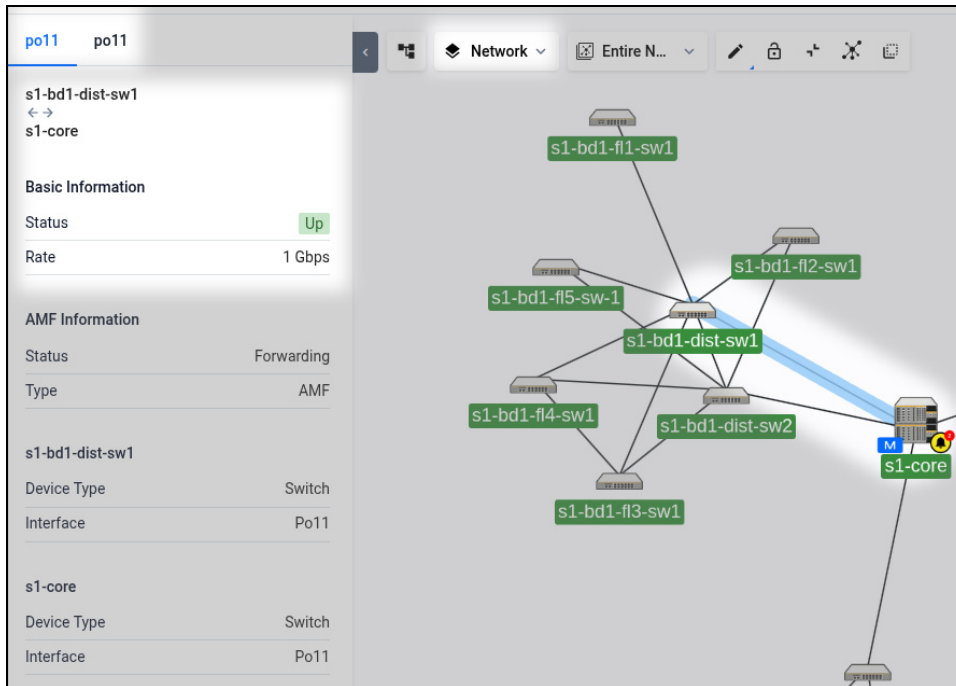 po11 po11
s1-bd1-dist-sw1
s1-core
Basic Information
Status Up
Rate 1 Gbps
AMF Information
Status Forwarding
Type AMF
s1-bd1-dist-sw1
Device Type Switch
Interface Po11
s1-core
Device Type Switch
Interface Po11
Network
Entire N...
s1-bd1-fl1-sw1
s1-bd1-fl2-sw1
s1-bd1-fl5-sw-1
s1-bd1-dist-sw1
s1-bd1-fl4-sw1
s1-bd1-dist-sw2
M
s1-core
s1-bd1-fl3-sw1